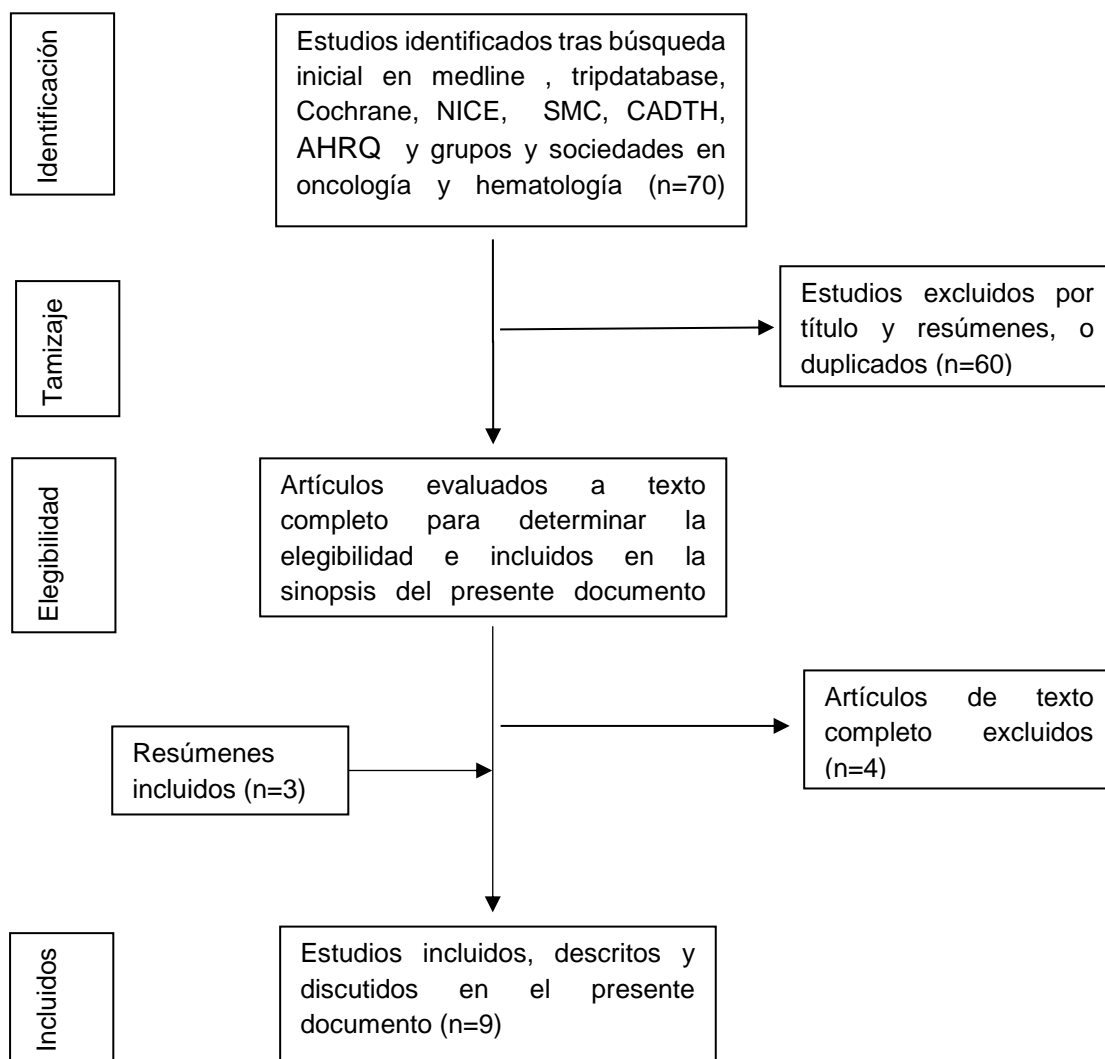 Identificación
Estudios identificados tras búsqueda
inicial en medline , tripdatabase,
Cochrane, NICE, SMC, CADTH,
AHRQ y grupos y sociedades en
oncología y hematología (n=70)
Tamizaje
Estudios excluidos por
título y resúmenes, o
duplicados (n=60)
Elegibilidad
Artículos evaluados a texto
completo para determinar la
elegibilidad e incluidos en la
sinopsis del presente documento
Artículos de texto
completo excluidos
(n=4)
Resúmenes
incluidos (n=3)
Incluidos
Estudios incluidos, descritos y
discutidos en el presente
documento (n=9)